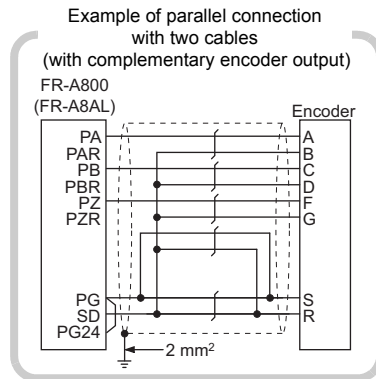 Example of parallel connection
with two cables
(with complementary encoder output)
FR-A800
(FR-A8AL)
Encoder
PA
PAR
PB
PBR
PZ
PZR
PG
SD
PG24
A
B
C
D
F
G
S
R
2 mm²